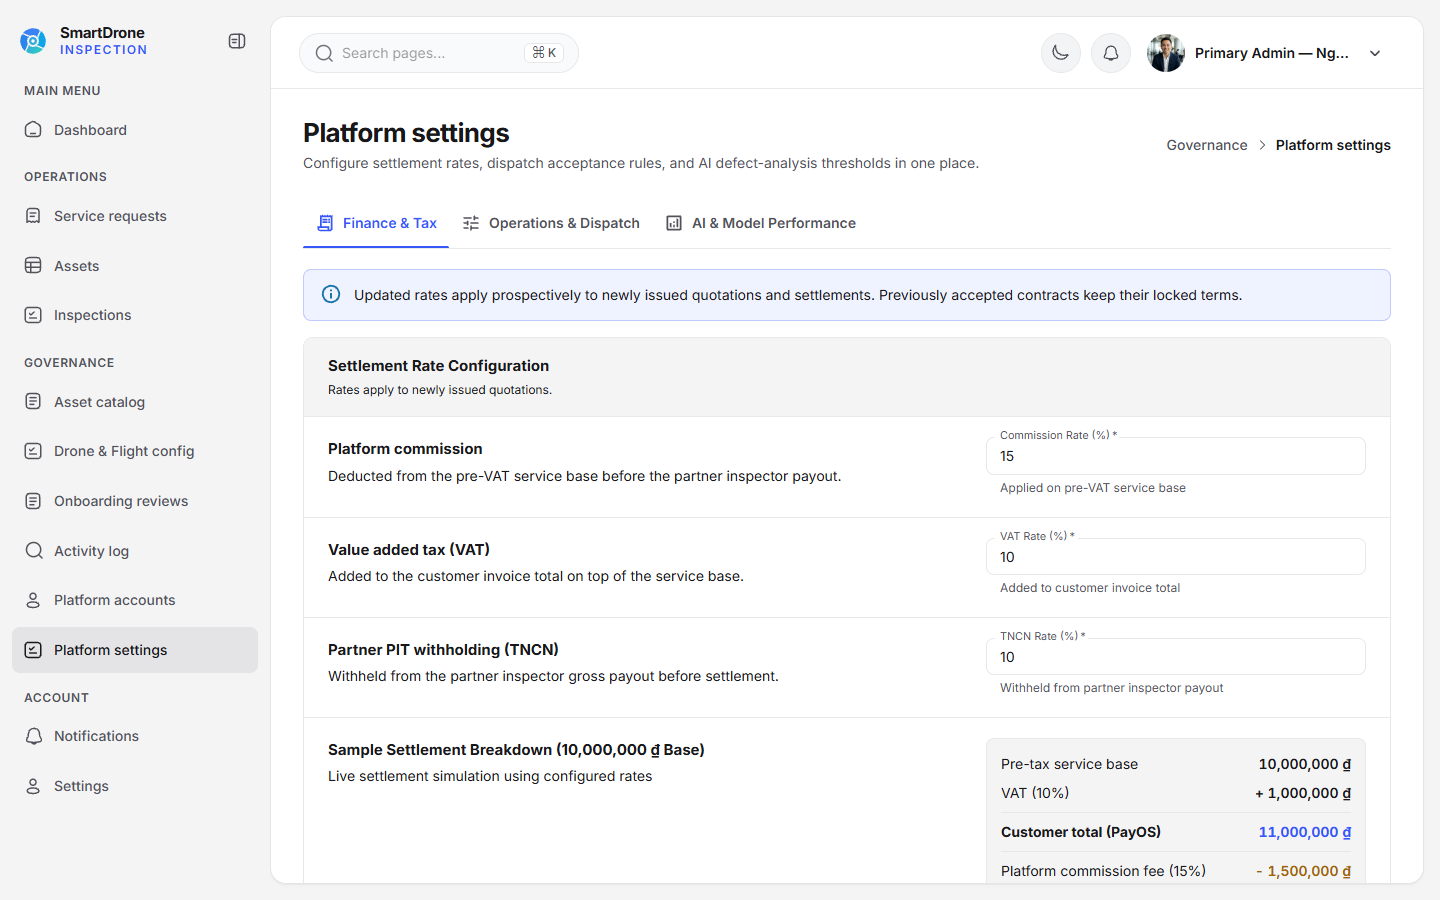 SmartDrone
INSPECTION
MAIN MENU
Dashboard
OPERATIONS
Service requests
Assets
Inspections
GOVERNANCE
Asset catalog
Drone & Flight config
Onboarding reviews
Activity log
Platform accounts
Platform settings
ACCOUNT
Notifications
Settings
Search pages...
⌘ K
Primary Admin — Ng...
Platform settings
Configure settlement rates, dispatch acceptance rules, and AI defect-analysis thresholds in one place.
Governance > Platform settings
Finance & Tax
Operations & Dispatch
AI & Model Performance
Updated rates apply prospectively to newly issued quotations and settlements. Previously accepted contracts keep their locked terms.
Settlement Rate Configuration
Rates apply to newly issued quotations.
Platform commission
Deducted from the pre-VAT service base before the partner inspector payout.
Commission Rate (%) *
15
Applied on pre-VAT service base
Value added tax (VAT)
Added to the customer invoice total on top of the service base.
VAT Rate (%) *
10
Added to customer invoice total
Partner PIT withholding (TNCN)
Withheld from the partner inspector gross payout before settlement.
TNCN Rate (%) *
10
Withheld from partner inspector payout
Sample Settlement Breakdown (10,000,000 ₫ Base)
Live settlement simulation using configured rates
Pre-tax service base 10,000,000 ₫
VAT (10%) + 1,000,000 ₫
Customer total (PayOS) 11,000,000 ₫
Platform commission fee (15%) - 1,500,000 ₫